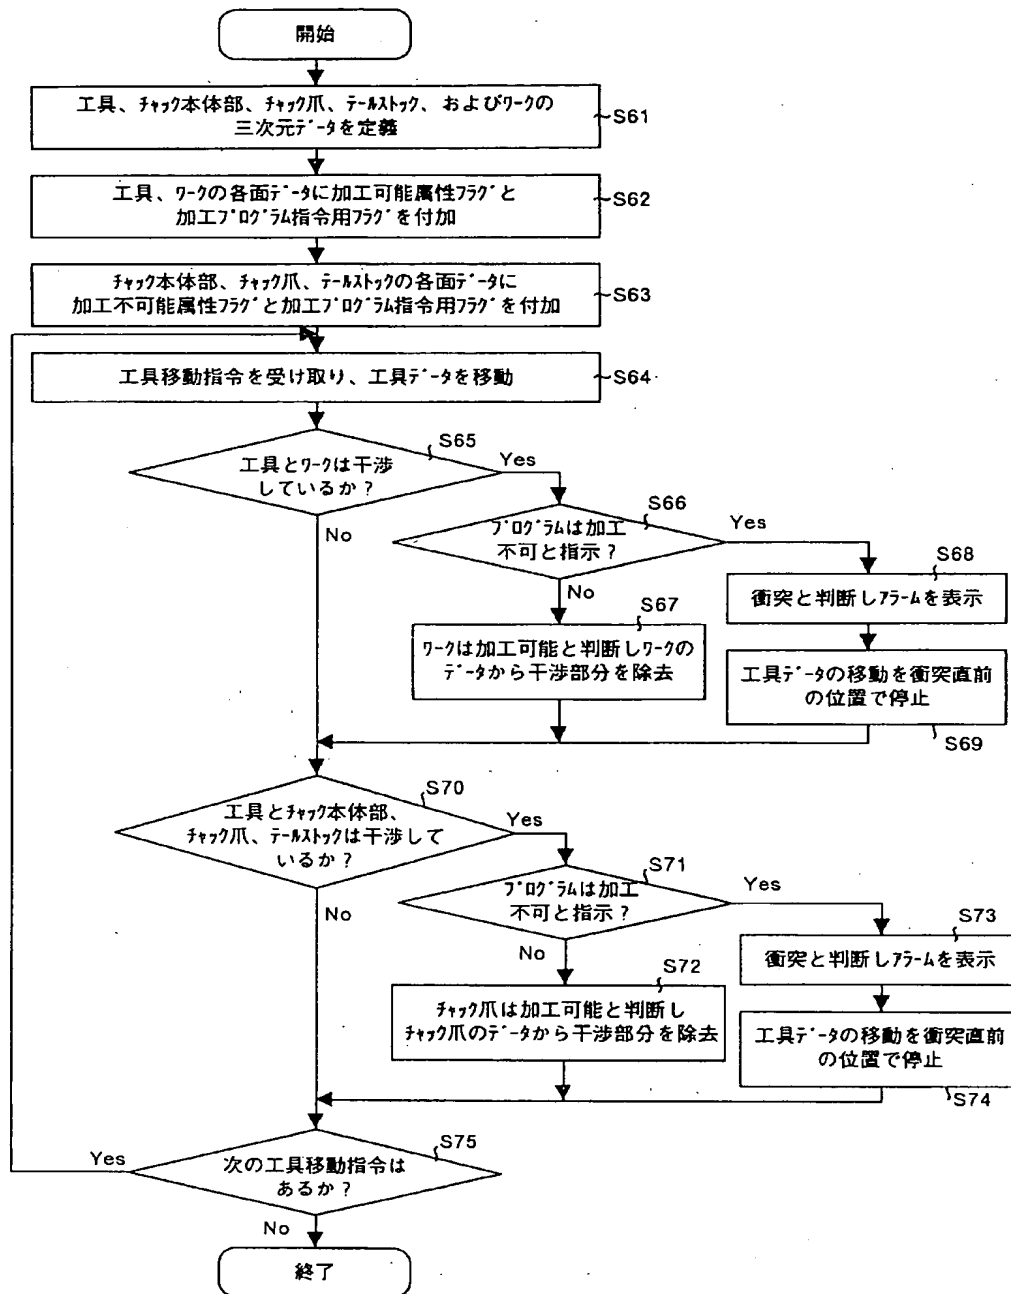 開始
工具、ﾁｬｯｸ本体部、ﾁｬｯｸ爪、ﾃｰﾙｽﾄｯｸ、およびﾜｰｸの
三次元ﾃﾞｰﾀを定義
S61
工具、ﾜｰｸの各面ﾃﾞｰﾀに加工可能属性ﾌﾗｸﾞと
加工ﾌﾟﾛｸﾞﾗﾑ指令用ﾌﾗｸﾞを付加
S62
ﾁｬｯｸ本体部、ﾁｬｯｸ爪、ﾃｰﾙｽﾄｯｸの各面ﾃﾞｰﾀに
加工不可能属性ﾌﾗｸﾞと加工ﾌﾟﾛｸﾞﾗﾑ指令用ﾌﾗｸﾞを付加
S63
工具移動指令を受け取り、工具ﾃﾞｰﾀを移動
S64
S65
工具とﾜｰｸは干渉
しているか？
Yes
No
S66
ﾌﾟﾛｸﾞﾗﾑは加工
不可と指示？
Yes
No
S67
ﾜｰｸは加工可能と判断しﾜｰｸの
ﾃﾞｰﾀから干渉部分を除去
S68
衝突と判断しｱﾗｰﾑを表示
工具ﾃﾞｰﾀの移動を衝突直前
の位置で停止
S69
S70
工具とﾁｬｯｸ本体部、
ﾁｬｯｸ爪、ﾃｰﾙｽﾄｯｸは干渉して
いるか？
Yes
No
S71
ﾌﾟﾛｸﾞﾗﾑは加工
不可と指示？
Yes
No
S72
ﾁｬｯｸ爪は加工可能と判断し
ﾁｬｯｸ爪のﾃﾞｰﾀから干渉部分を除去
S73
衝突と判断しｱﾗｰﾑを表示
工具ﾃﾞｰﾀの移動を衝突直前
の位置で停止
S74
S75
次の工具移動指令は
あるか？
Yes
No
終了